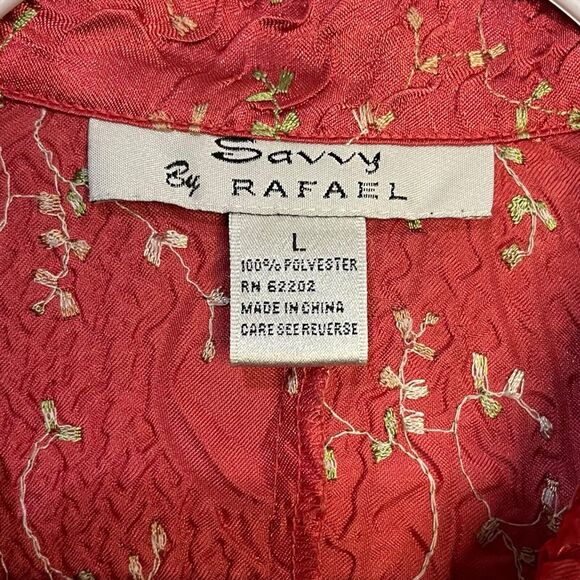 Savvy
By RAFAEL
L
100% POLYESTER
RN 62202
MADE IN CHINA
CARE SEE REVERSE